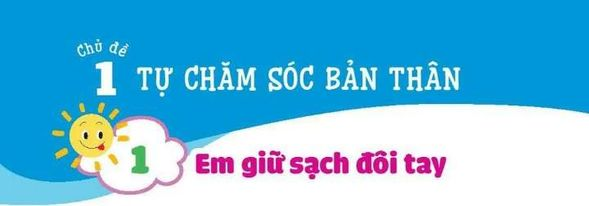 Chủ đề
1 TỰ CHĂM SÓC BẢN THÂN
1 Em giữ sạch đôi tay